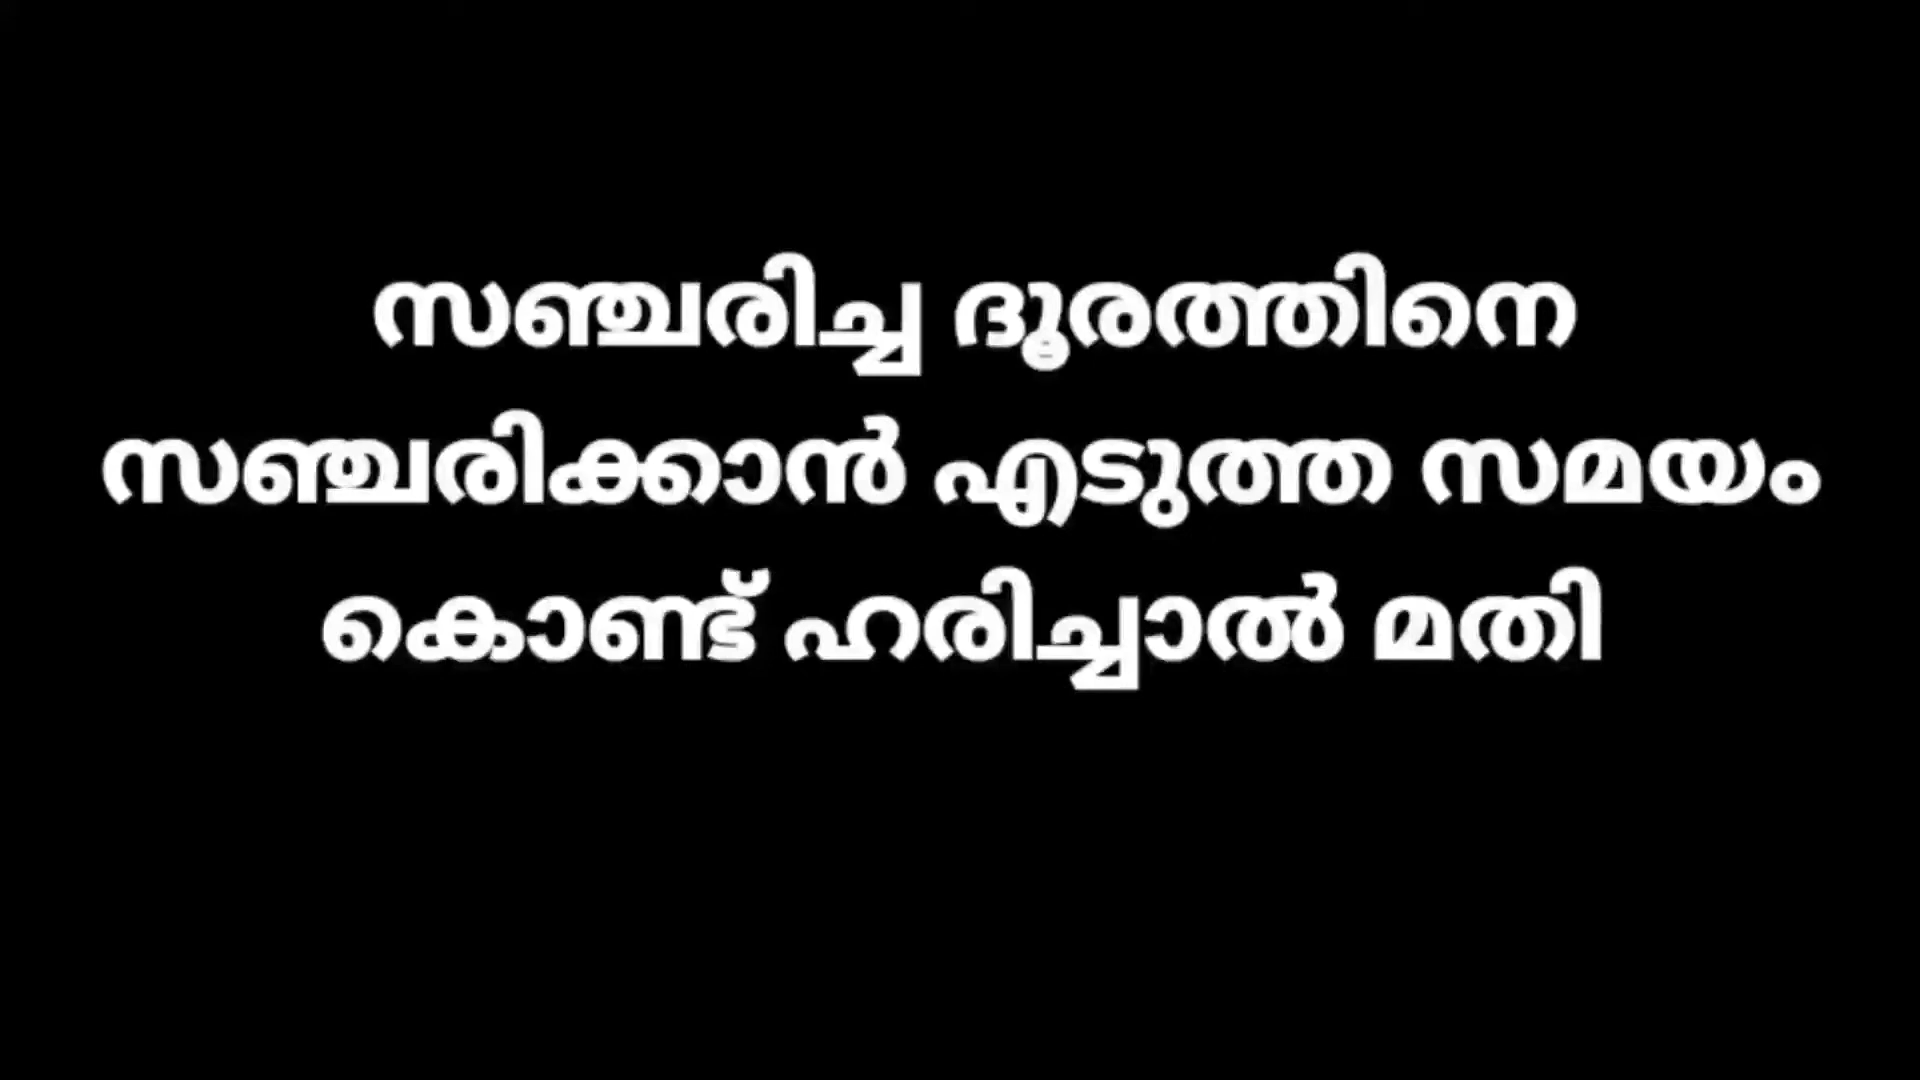 സഞ്ചരിച്ച ദൂരത്തിനെ
സഞ്ചരിക്കാൻ എടുത്ത സമയം
കൊണ്ട് ഹരിച്ചാൽ മതി